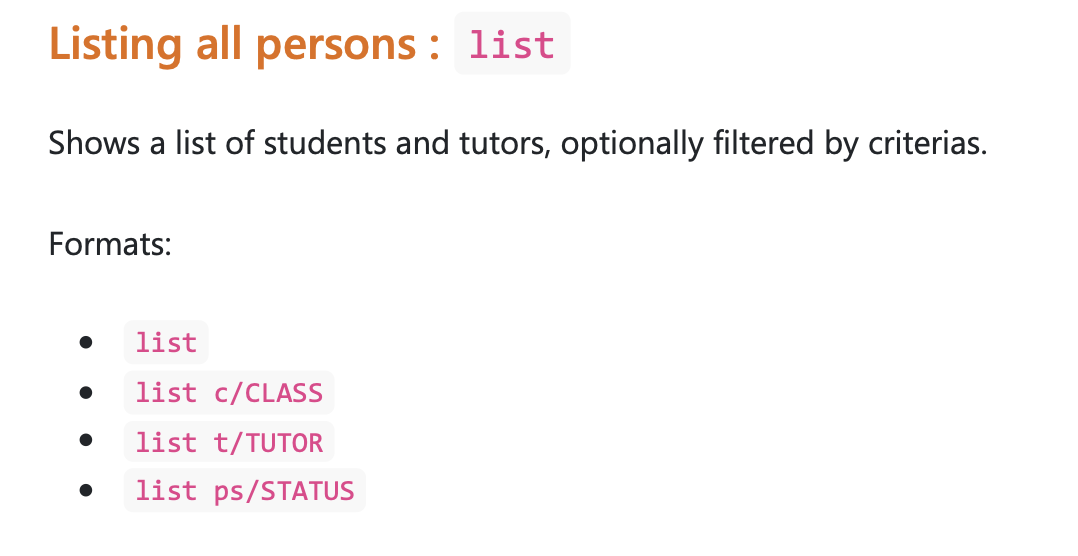 Listing all persons : list
Shows a list of students and tutors, optionally filtered by criterias.
Formats:
• list
• list c/CLASS
• list t/TUTOR
• list ps/STATUS